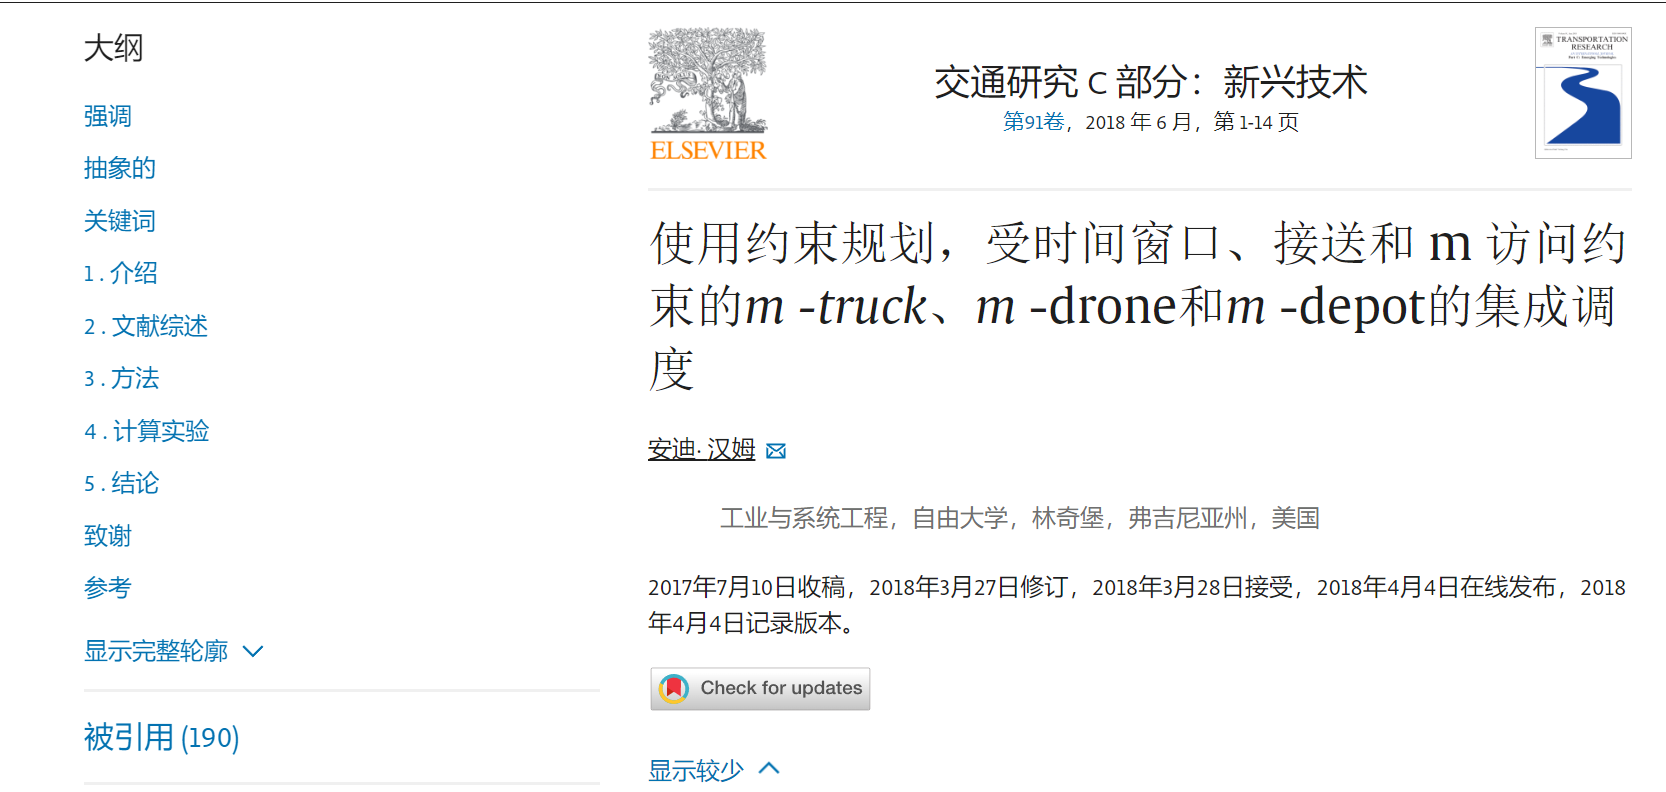 大纲
强调
抽象的
关键词
1 . 介绍
2 . 文献综述
3 . 方法
4 . 计算实验
5 . 结论
致谢
参考
显示完整轮廓
被引用 (190)
ELSEVIER
交通研究 C 部分：新兴技术
第91卷，2018 年 6 月，第 1-14 页
TRANSPORTATION
RESEARCH
使用约束规划，受时间窗口、接送和 m 访问约
束的m -truck、m -drone和m -depot的集成调
度
安迪· 汉姆
工业与系统工程，自由大学，林奇堡，弗吉尼亚州，美国
2017年7月10日收稿，2018年3月27日修订，2018年3月28日接受，2018年4月4日在线发布，2018
年4月4日记录版本。
Check for updates
显示较少